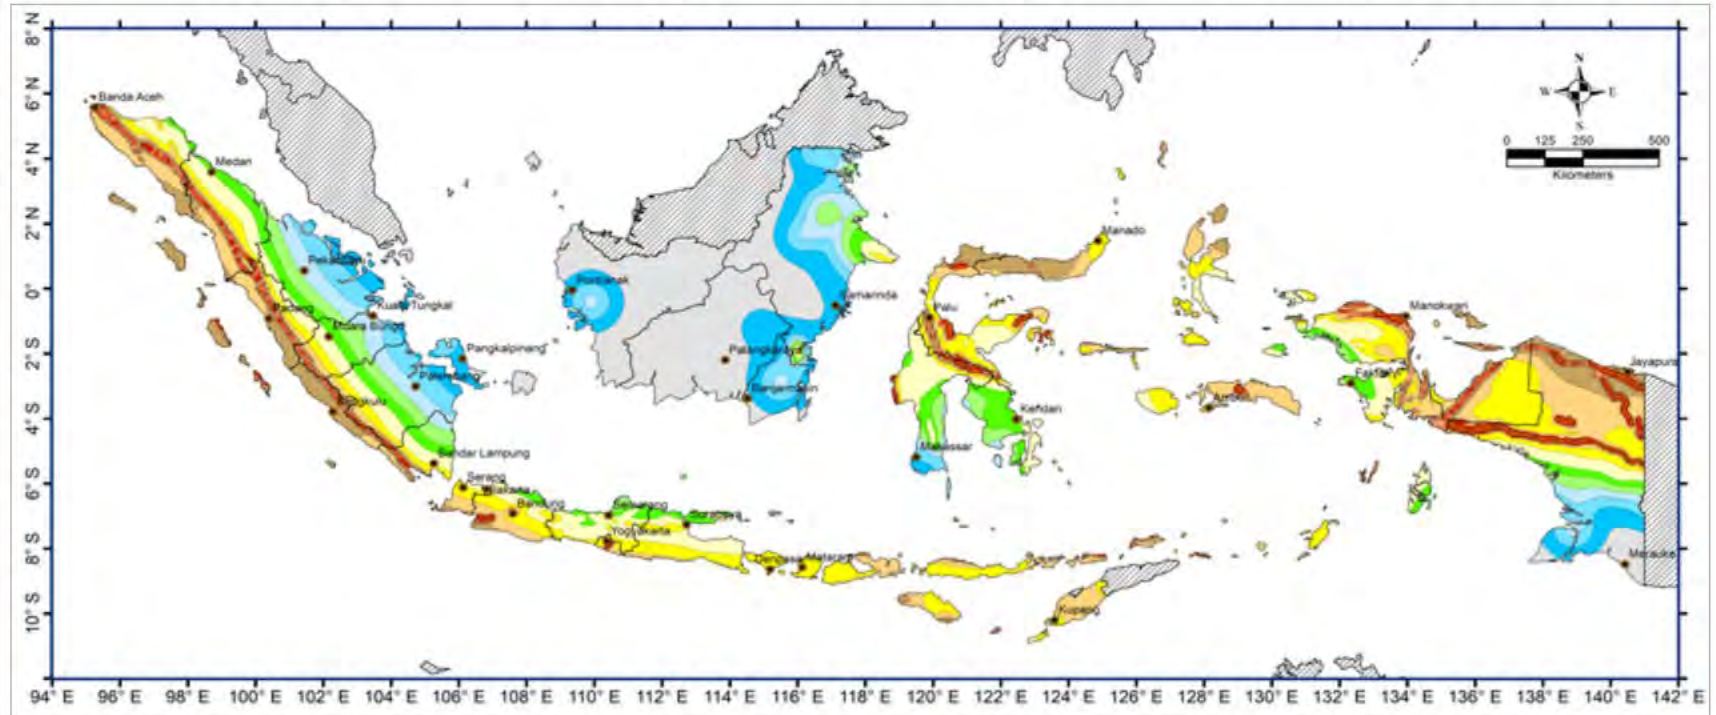 8° N
6° N
4° N
2° N
0°
2° S
4° S
6° S
8° S
10° S
N
W E
S
0 125 250 500
Kilometers
Banda Aceh
Medan
Pekanbaru
Padang
Kuala Tungkal
Muara Bungo
Pangkalpineng
Palembang
Bengkulu
Bandar Lampung
Serang
Jakarta
Bandung
Semarang
Surabaya
Yogyakarta
Denpasar
Mataram
Kupang
Pontianak
Samarinda
Palangkaraya
Banjarmasin
Manado
Palu
Kendari
Makassar
Ambon
Manokwari
Fakfak
Jayapura
Merauke
94° E 96° E 98° E 100° E 102° E 104° E 106° E 108° E 110° E 112° E 114° E 116° E 118° E 120° E 122° E 124° E 126° E 128° E 130° E 132° E 134° E 136° E 138° E 140° E 142° E